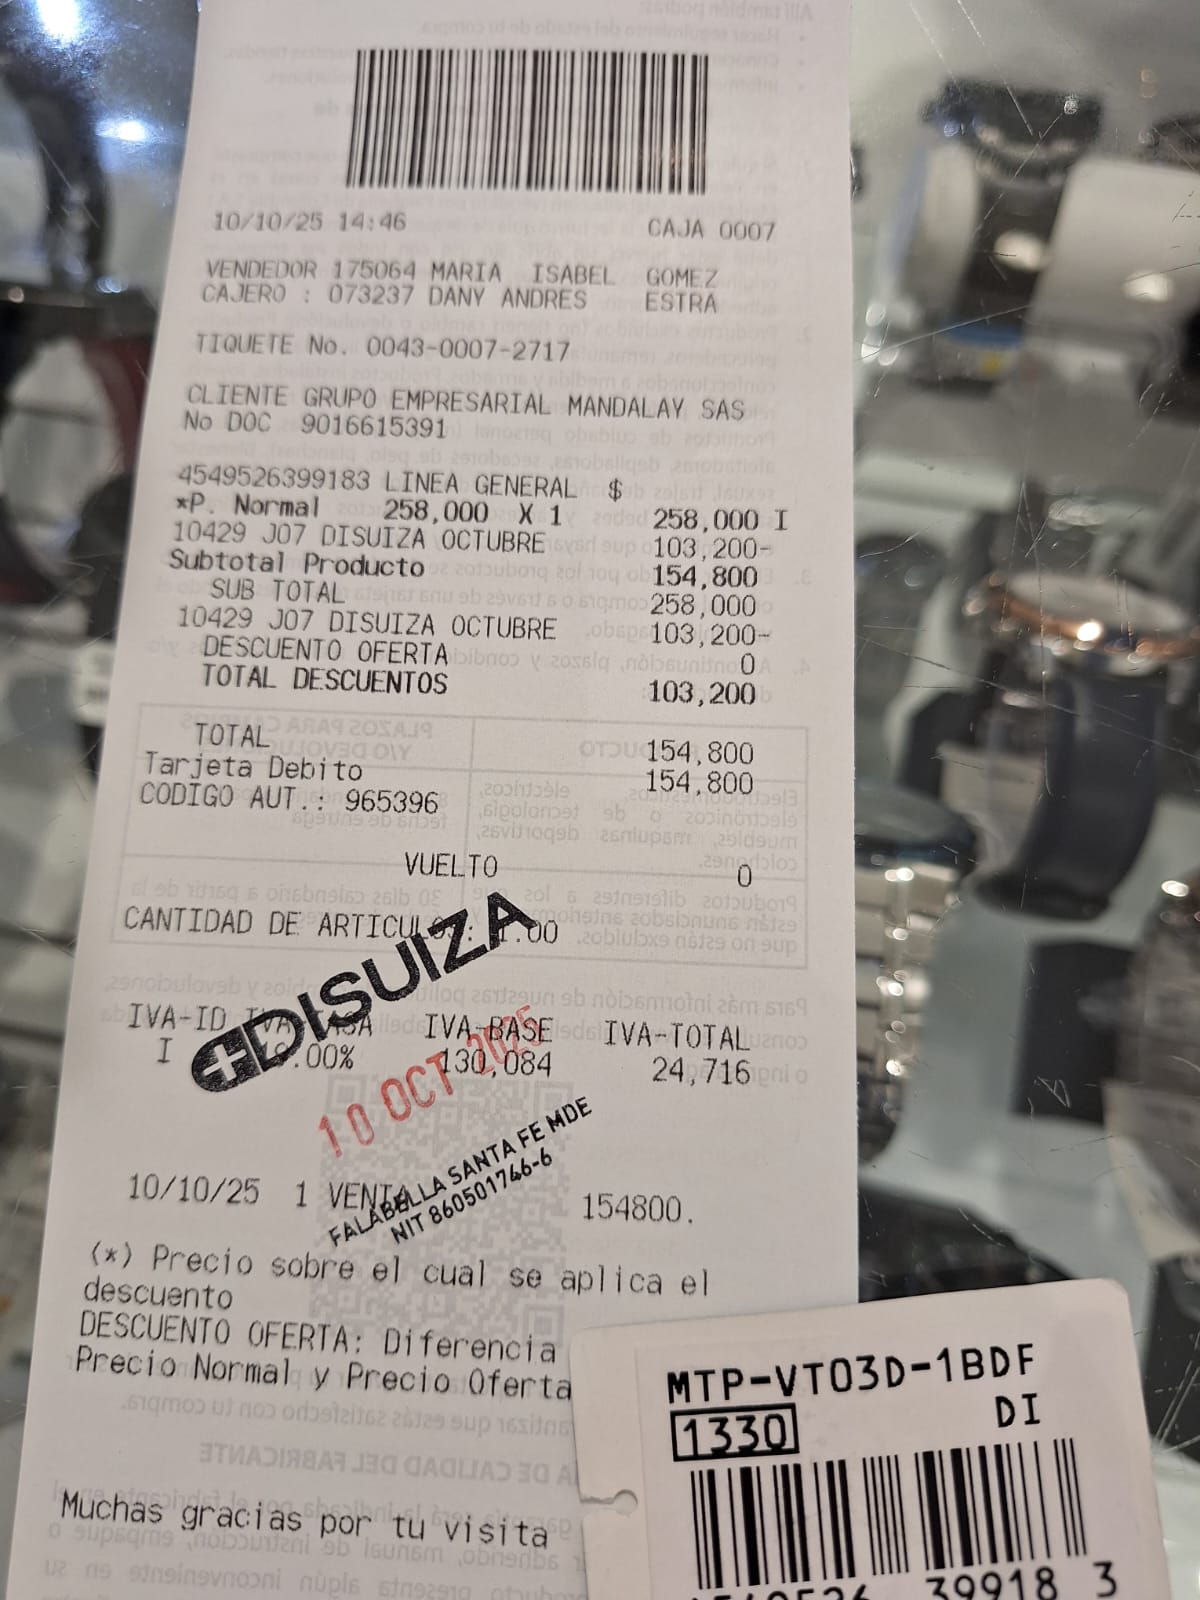 10/10/25 14:46 CAJA 0007
VENDEDOR 175064 MARIA ISABEL GOMEZ
CAJERO : 073237 DANY ANDRES ESTRA
TIQUETE No. 0043-0007-2717
CLIENTE GRUPO EMPRESARIAL MANDALAY SAS
No DOC 9016615391
4549526399183 LINEA GENERAL $
*P. Normal 258,000 X 1 258,000 I
10429 J07 DISUIZA OCTUBRE 103,200-
Subtotal Producto 154,800
SUB TOTAL 258,000
10429 J07 DISUIZA OCTUBRE 103,200-
DESCUENTO OFERTA 0
TOTAL DESCUENTOS 103,200
TOTAL 154,800
Tarjeta Debito 154,800
CODIGO AUT.: 965396
VUELTO 0
CANTIDAD DE ARTICULOS: 1.00
DISUIZA
IVA-ID IVA-TASA IVA-BASE IVA-TOTAL
I 19.00% 130,084 24,716
10 OCT 2025
FALABELLA SANTA FE MDE
NIT 860501746-6
10/10/25 1 VENTA 154800.
(*) Precio sobre el cual se aplica el
descuento
DESCUENTO OFERTA: Diferencia
Precio Normal y Precio Oferta
Muchas gracias por tu visita
MTP-VT03D-1BDF
1330 DI
4549526 39918 3